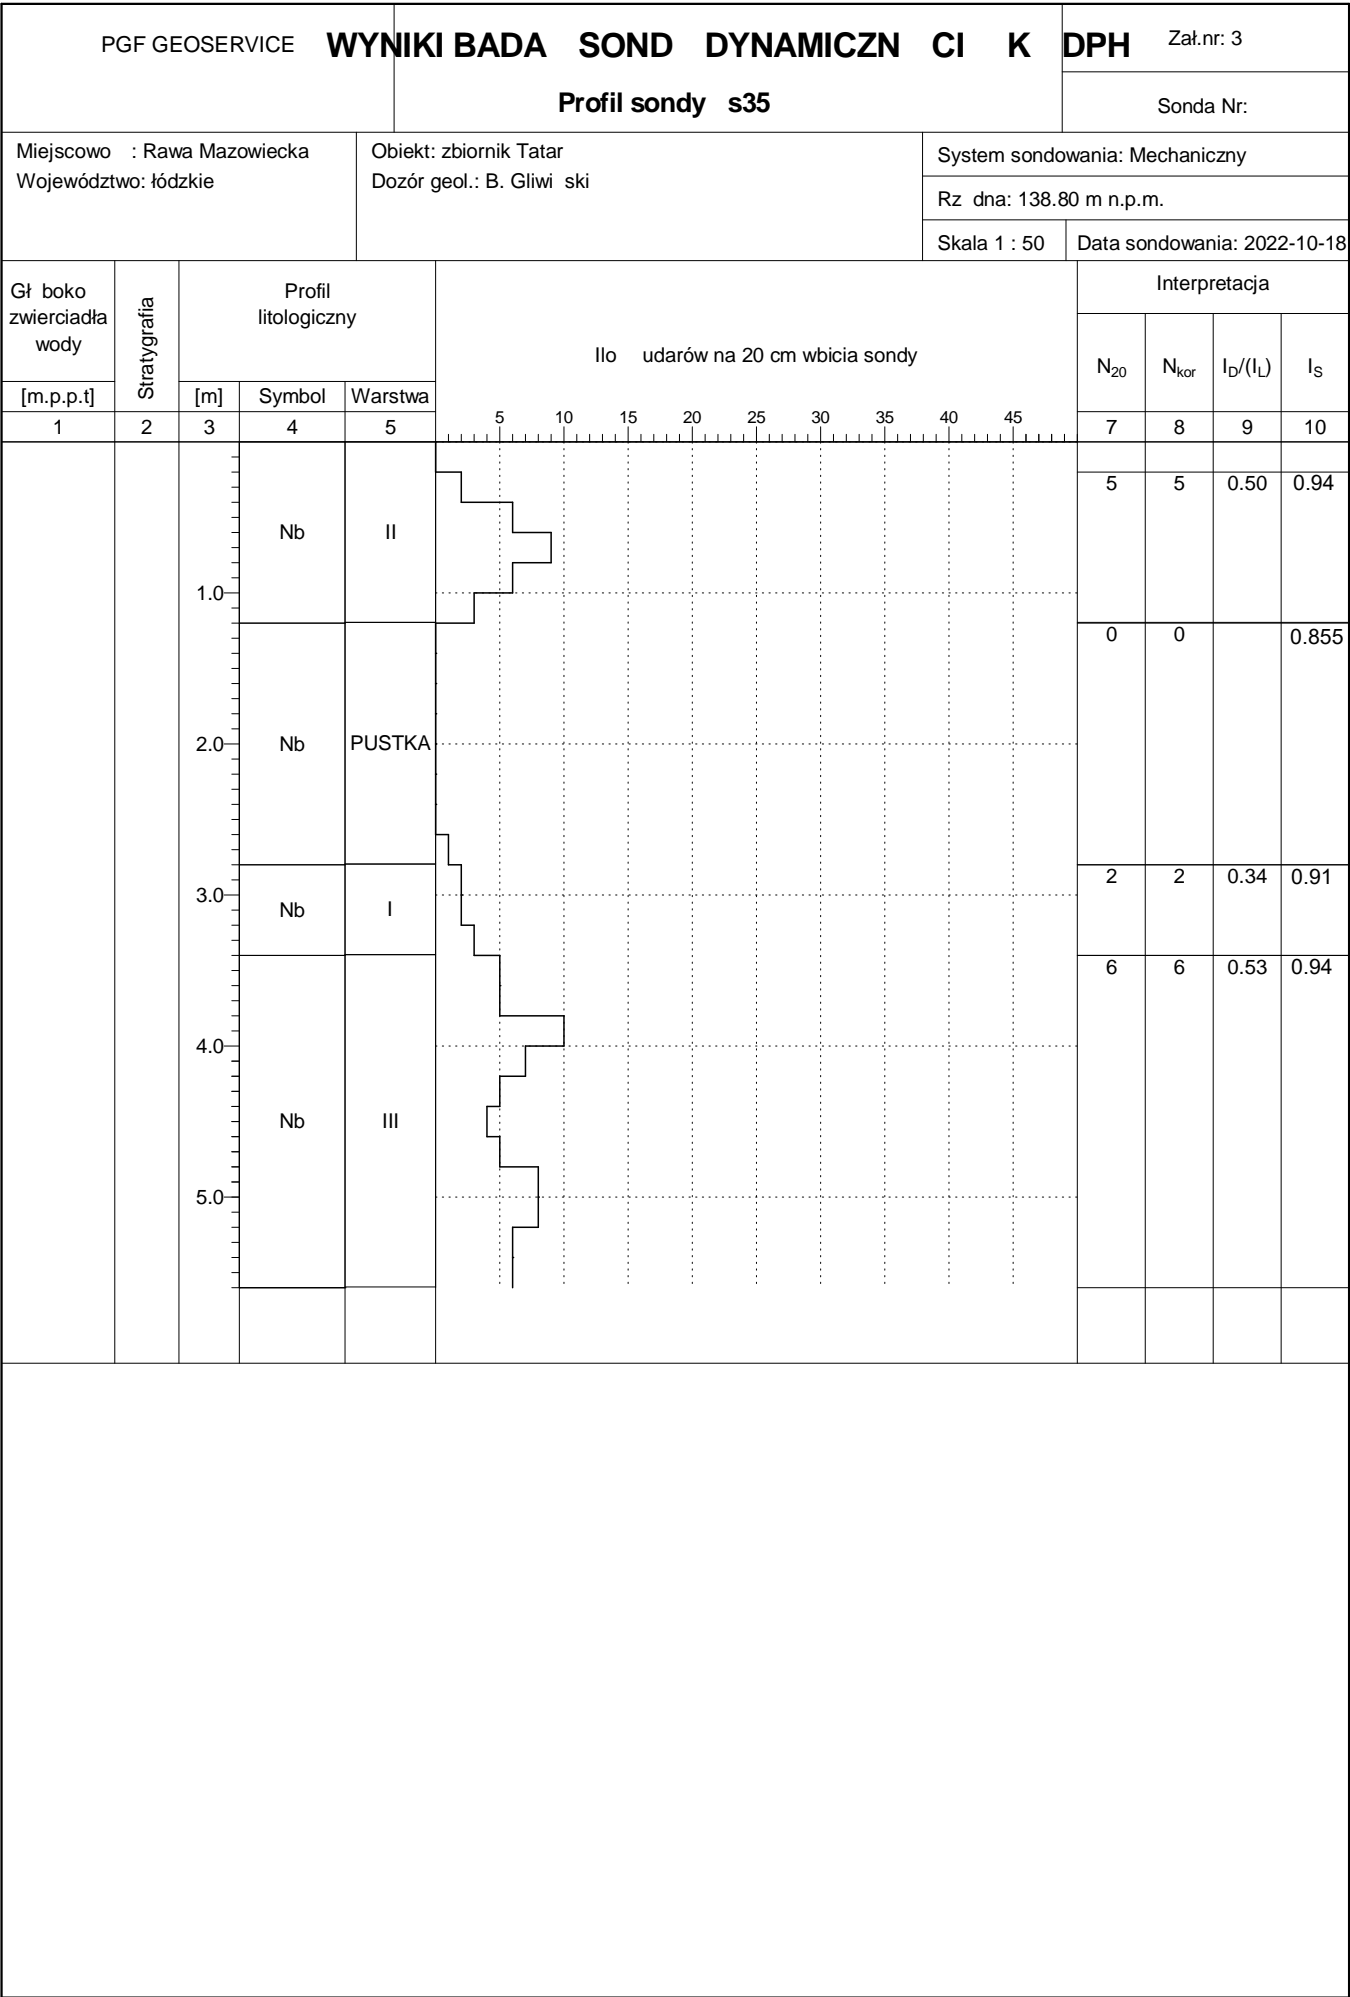 PGF GEOSERVICE
WYNIKI BADA SOND DYNAMICZN CI K DPH
Zał.nr: 3
Profil sondy s35
Sonda Nr:
Miejscowo : Rawa Mazowiecka
Województwo: łódzkie
Obiekt: zbiornik Tatar
Dozór geol.: B. Gliwi ski
System sondowania: Mechaniczny
Rz dna: 138.80 m n.p.m.
Skala 1 : 50
Data sondowania: 2022-10-18
Gł boko
zwierciadła
wody
[m.p.p.t]
Stratygrafia
Profil
litologiczny
[m] Symbol Warstwa
Ilo udarów na 20 cm wbicia sondy
Interpretacja
N20 Nkor ID/(IL) IS
5 10 15 20 25 30 35 40 45
1 2 3 4 5 7 8 9 10
Nb II 5 5 0.50 0.94
1.0
Nb PUSTKA 0 0 0.855
2.0
Nb I 2 2 0.34 0.91
3.0
Nb III 6 6 0.53 0.94
4.0
5.0